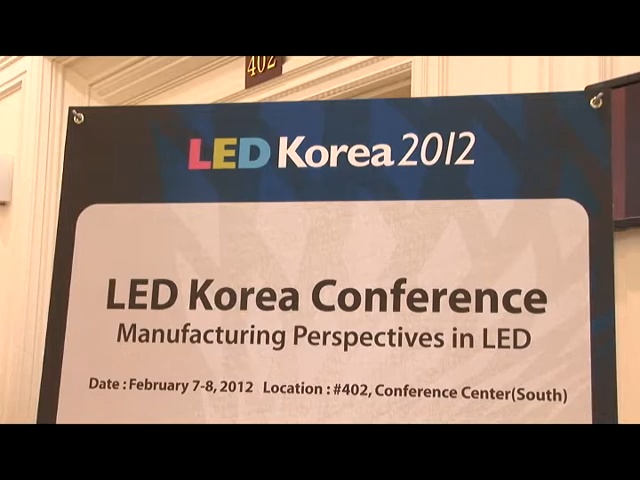 402
LED Korea 2012
LED Korea Conference
Manufacturing Perspectives in LED
Date : February 7-8, 2012 Location : #402, Conference Center(South)